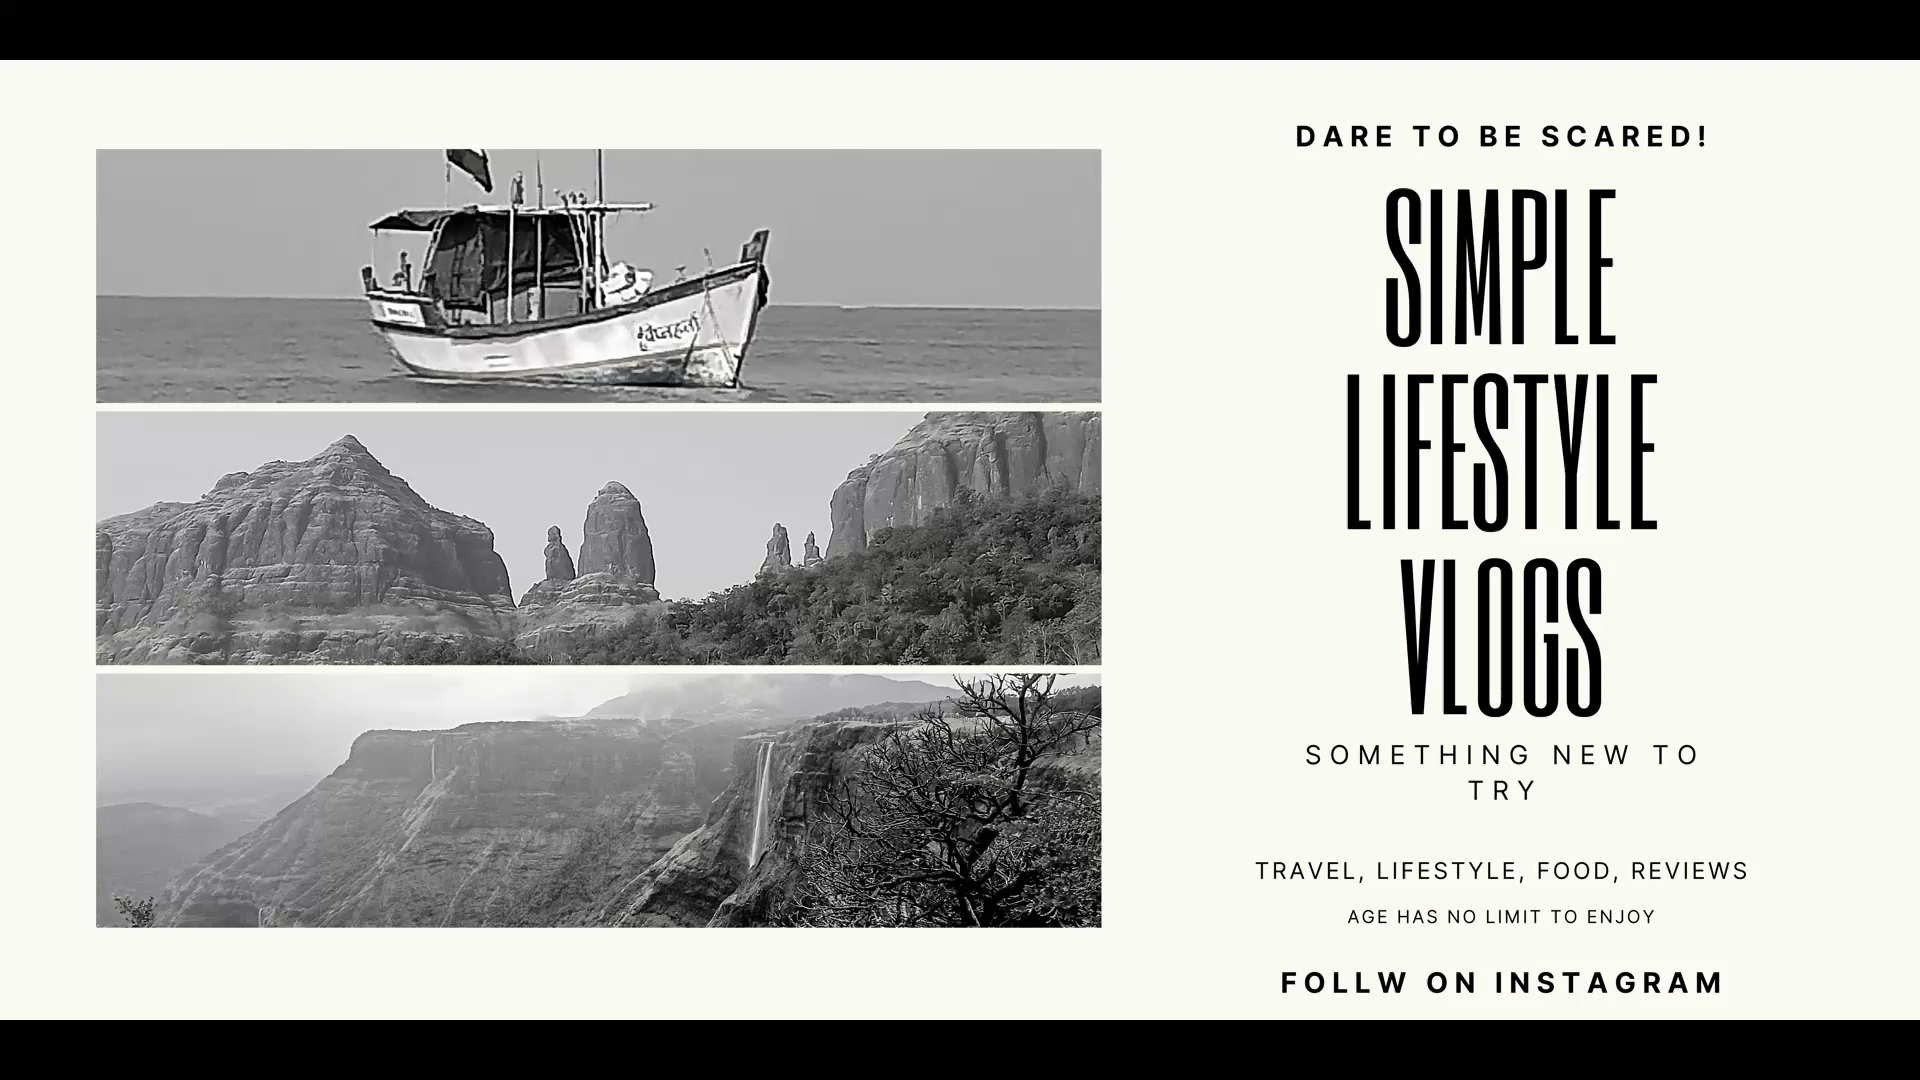 DARE TO BE SCARED!
SIMPLE
LIFESTYLE
VLOGS
SOMETHING NEW TO
TRY
TRAVEL, LIFESTYLE, FOOD, REVIEWS
AGE HAS NO LIMIT TO ENJOY
FOLLW ON INSTAGRAM